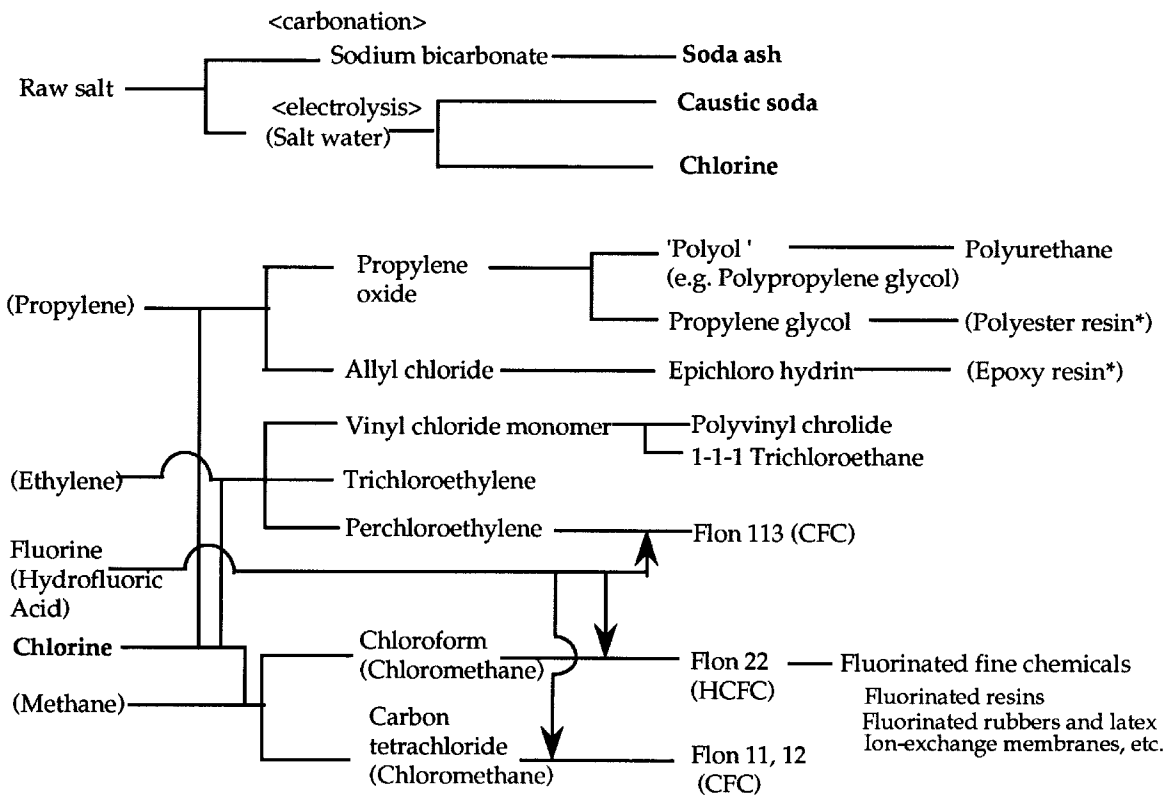 <carbonation>
Sodium bicarbonate
Soda ash
Raw salt
<electrolysis>
(Salt water)
Caustic soda
Chlorine
(Propylene)
Propylene
oxide
'Polyol '
(e.g. Polypropylene glycol)
Polyurethane
Propylene glycol
(Polyester resin*)
Allyl chloride
Epichloro hydrin
(Epoxy resin*)
(Ethylene)
Vinyl chloride monomer
Polyvinyl chrolide
1-1-1 Trichloroethane
Trichloroethylene
Perchloroethylene
Flon 113 (CFC)
Fluorine
(Hydrofluoric
Acid)
Chlorine
(Methane)
Chloroform
(Chloromethane)
Flon 22
(HCFC)
Fluorinated fine chemicals
Fluorinated resins
Fluorinated rubbers and latex
Ion-exchange membranes, etc.
Carbon
tetrachloride
(Chloromethane)
Flon 11, 12
(CFC)